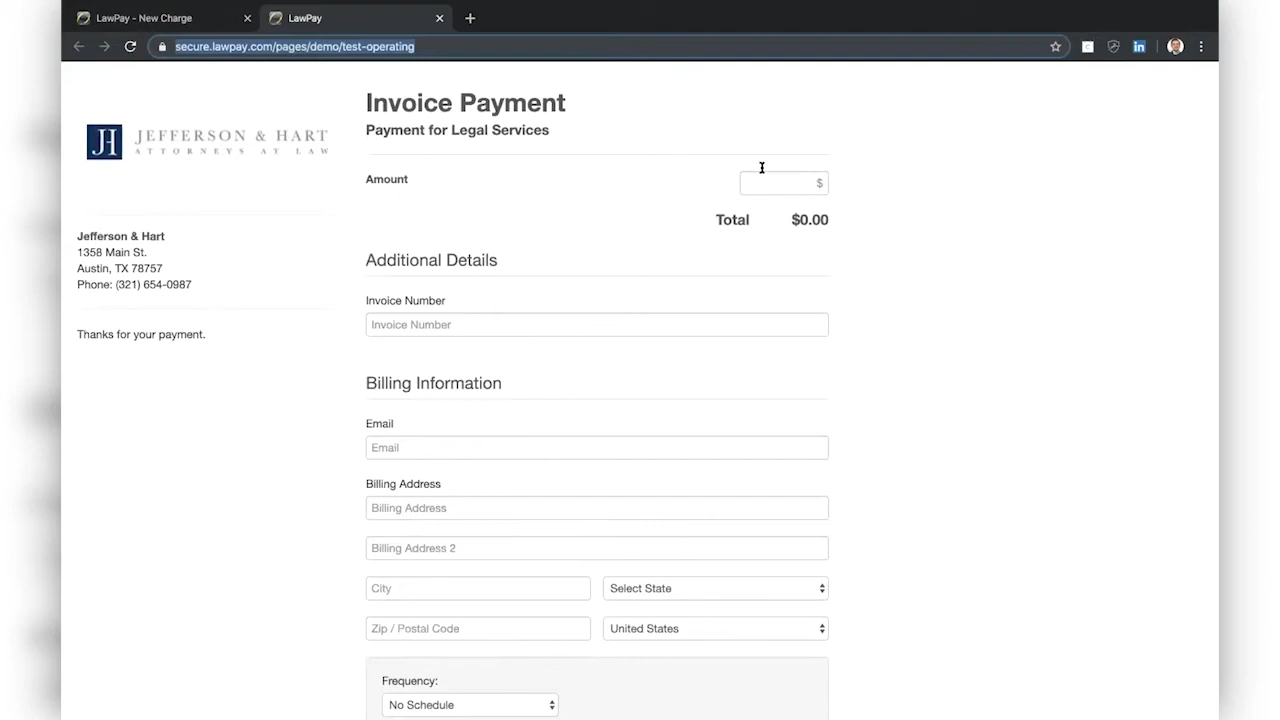 LawPay - New Charge
LawPay
secure.lawpay.com/pages/demo/test-operating
JH
JEFFERSON & HART
ATTORNEYS AT LAW
Jefferson & Hart
1358 Main St.
Austin, TX 78757
Phone: (321) 654-0987
Thanks for your payment.
Invoice Payment
Payment for Legal Services
Amount
$
Total $0.00
Additional Details
Invoice Number
Invoice Number
Billing Information
Email
Email
Billing Address
Billing Address
Billing Address 2
City Select State
Zip / Postal Code United States
Frequency:
No Schedule